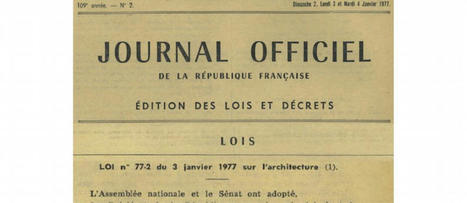 109e année. — N° 2.
Dimanche 2, Lundi 3 et Mardi 4 Janvier 1977.
JOURNAL OFFICIEL
DE LA RÉPUBLIQUE FRANÇAISE
ÉDITION DES LOIS ET DÉCRETS
LOIS
LOI n° 77-2 du 3 janvier 1977 sur l'architecture (1).
L'Assemblée nationale et le Sénat ont adopté,